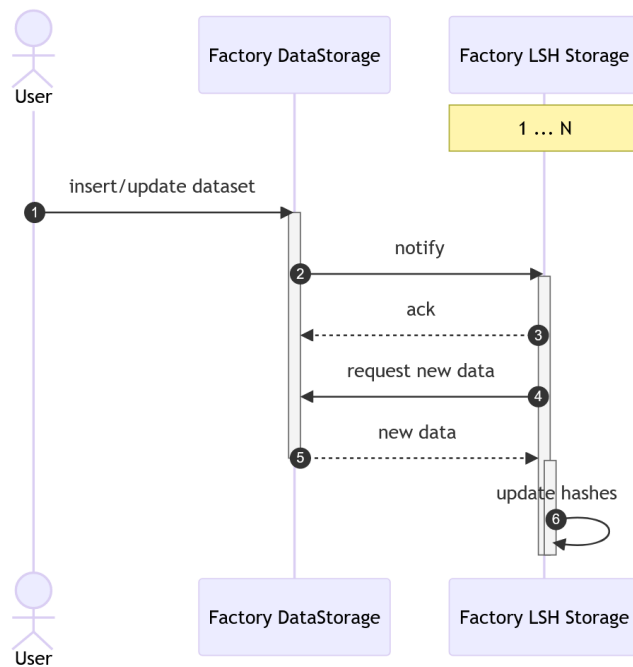 Factory DataStorage
Factory LSH Storage
User
1 ... N
insert/update dataset
1
notify
2
ack
3
request new data
4
new data
5
update hashes
6
Factory DataStorage
Factory LSH Storage
User